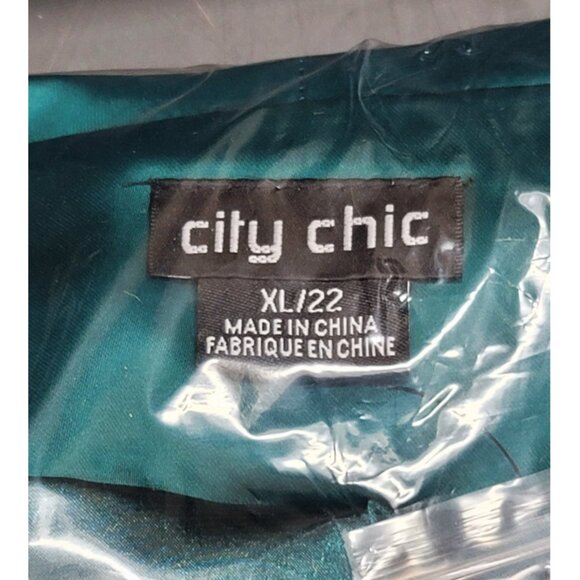 city chic
XL/22
MADE IN CHINA
FABRIQUE EN CHINE